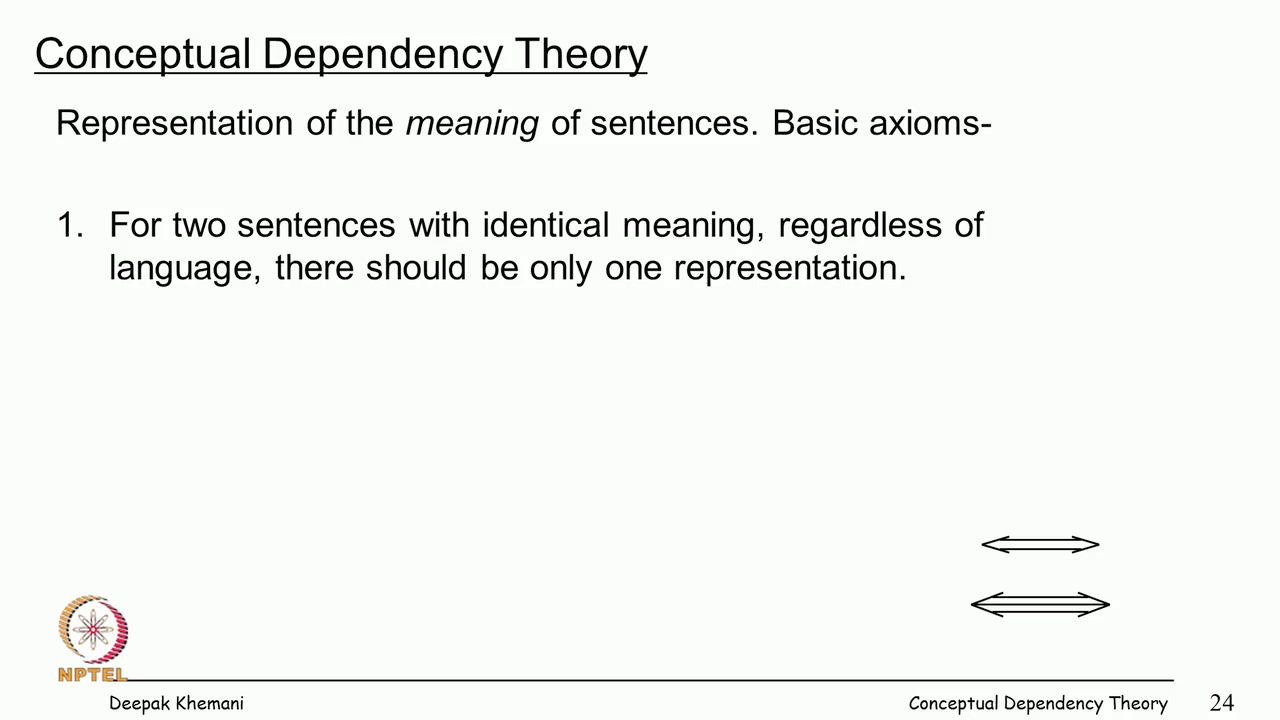 Conceptual Dependency Theory
Representation of the meaning of sentences. Basic axioms-
1. For two sentences with identical meaning, regardless of
language, there should be only one representation.
NPTEL
Deepak Khemani
Conceptual Dependency Theory
24